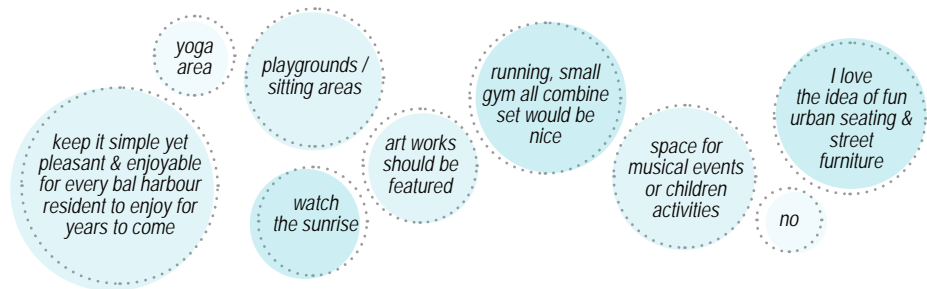 yoga
area
playgrounds /
sitting areas
keep it simple yet
pleasant & enjoyable
for every bal harbour
resident to enjoy for
years to come
watch
the sunrise
art works
should be
featured
running, small
gym all combine
set would be
nice
space for
musical events
or children
activities
I love
the idea of fun
urban seating &
street
furniture
no